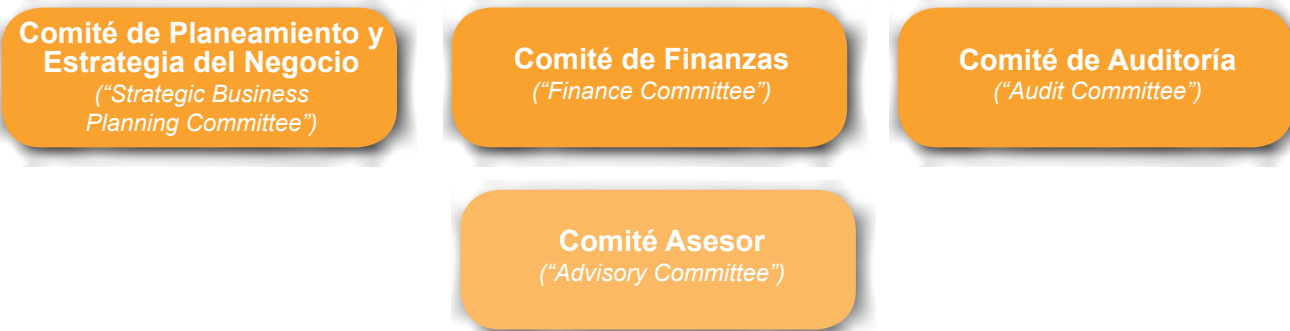 Comité de Planeamiento y
Estrategia del Negocio
(“Strategic Business
Planning Committee”)
Comité de Finanzas
(“Finance Committee”)
Comité de Auditoría
(“Audit Committee”)
Comité Asesor
(“Advisory Committee”)